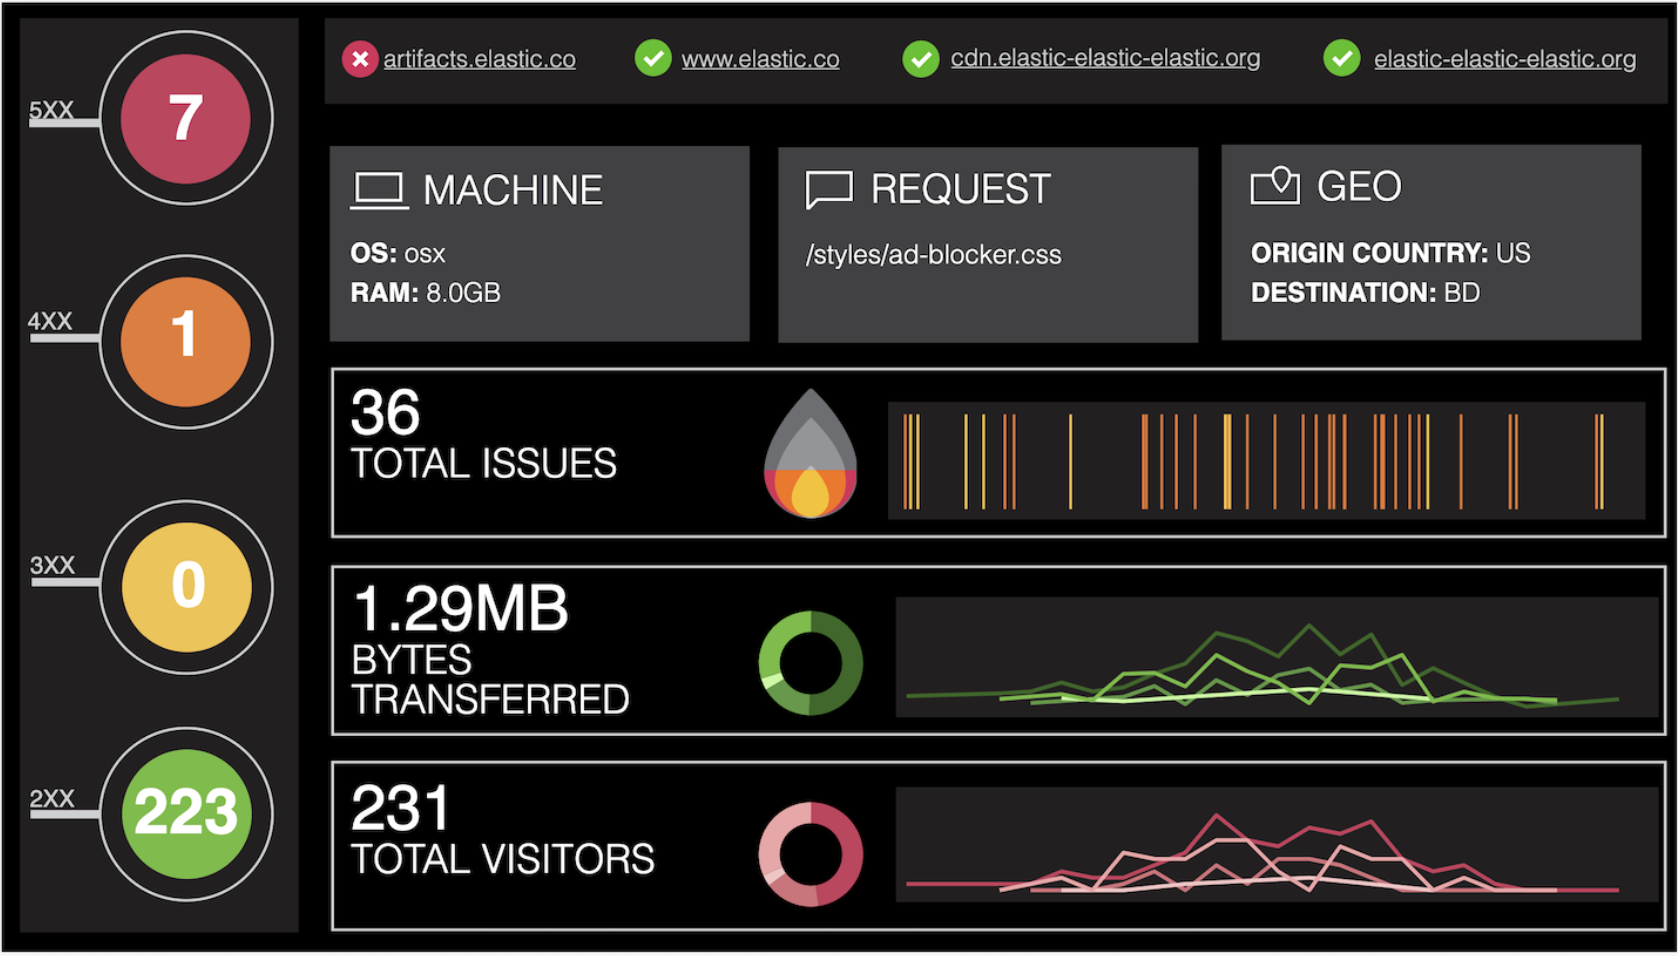 5XX
7
4XX
1
3XX
0
2XX
223
artifacts.elastic.co
www.elastic.co
cdn.elastic-elastic-elastic.org
elastic-elastic-elastic.org
MACHINE
OS: osx
RAM: 8.0GB
REQUEST
/styles/ad-blocker.css
GEO
ORIGIN COUNTRY: US
DESTINATION: BD
36
TOTAL ISSUES
1.29MB
BYTES
TRANSFERRED
231
TOTAL VISITORS